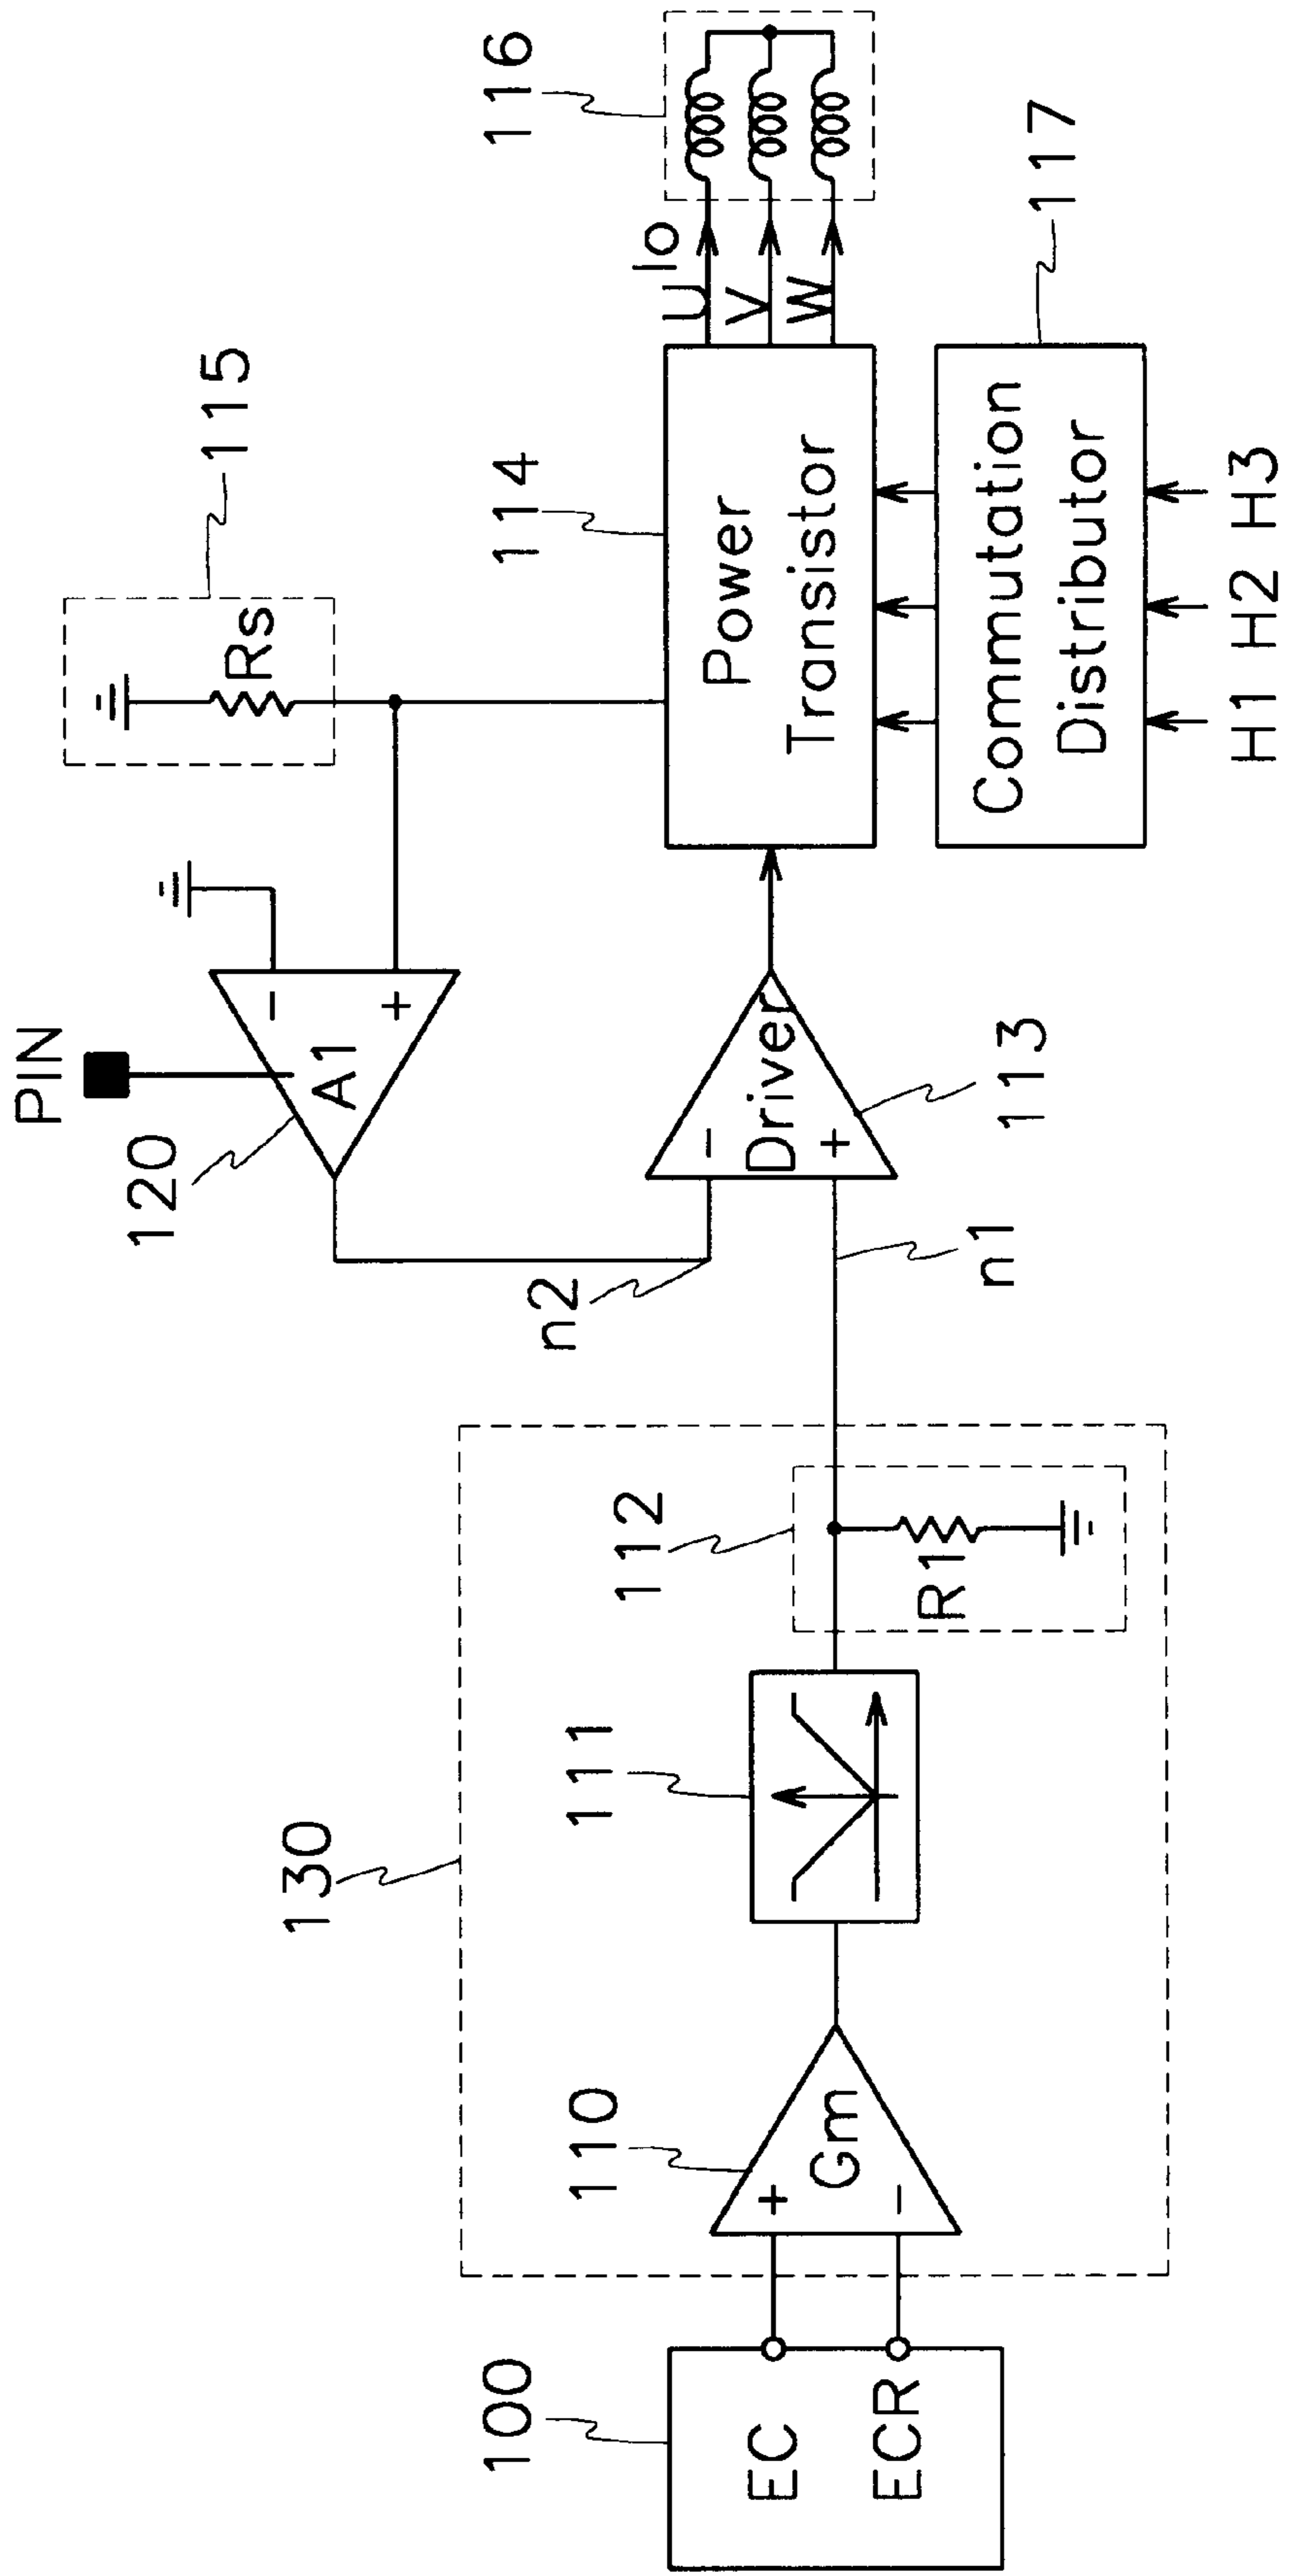 PIN
120
A1
−
+
115
Rs
116
114
Power
Transistor
U
Io
V
W
117
Commutation
Distributor
H1 H2 H3
Driver
−
+
113
n2
n1
130
112
R1
111
110
Gm
+
−
100
EC
ECR